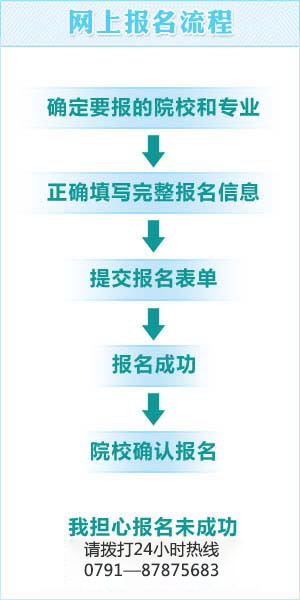 网上报名流程
确定要报的院校和专业
正确填写完整报名信息
提交报名表单
报名成功
院校确认报名
我担心报名未成功
请拨打24小时热线
0791—87875683